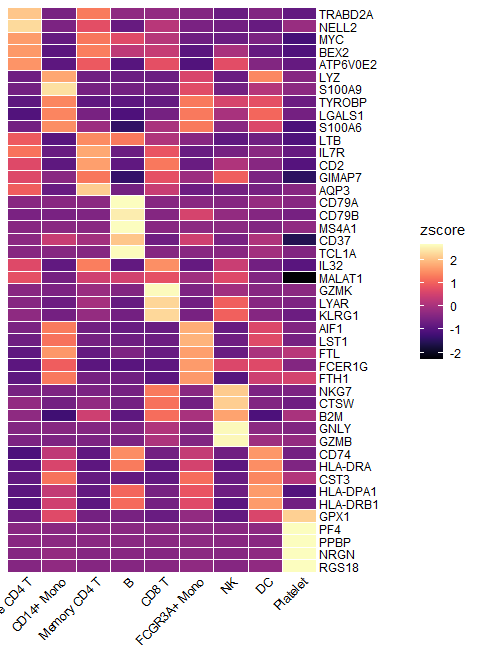 TRABD2A
NELL2
MYC
BEX2
ATP6V0E2
LYZ
S100A9
TYROBP
LGALS1
S100A6
LTB
IL7R
CD2
GIMAP7
AQP3
CD79A
CD79B
MS4A1
CD37
TCL1A
IL32
MALAT1
GZMK
LYAR
KLRG1
AIF1
LST1
FTL
FCER1G
FTH1
NKG7
CTSW
B2M
GNLY
GZMB
CD74
HLA-DRA
CST3
HLA-DPA1
HLA-DRB1
GPX1
PF4
PPBP
NRGN
RGS18
zscore
2
1
0
-1
-2
e CD4 T
CD14+ Mono
Memory CD4 T
B
CD8 T
FCGR3A+ Mono
NK
DC
Platelet